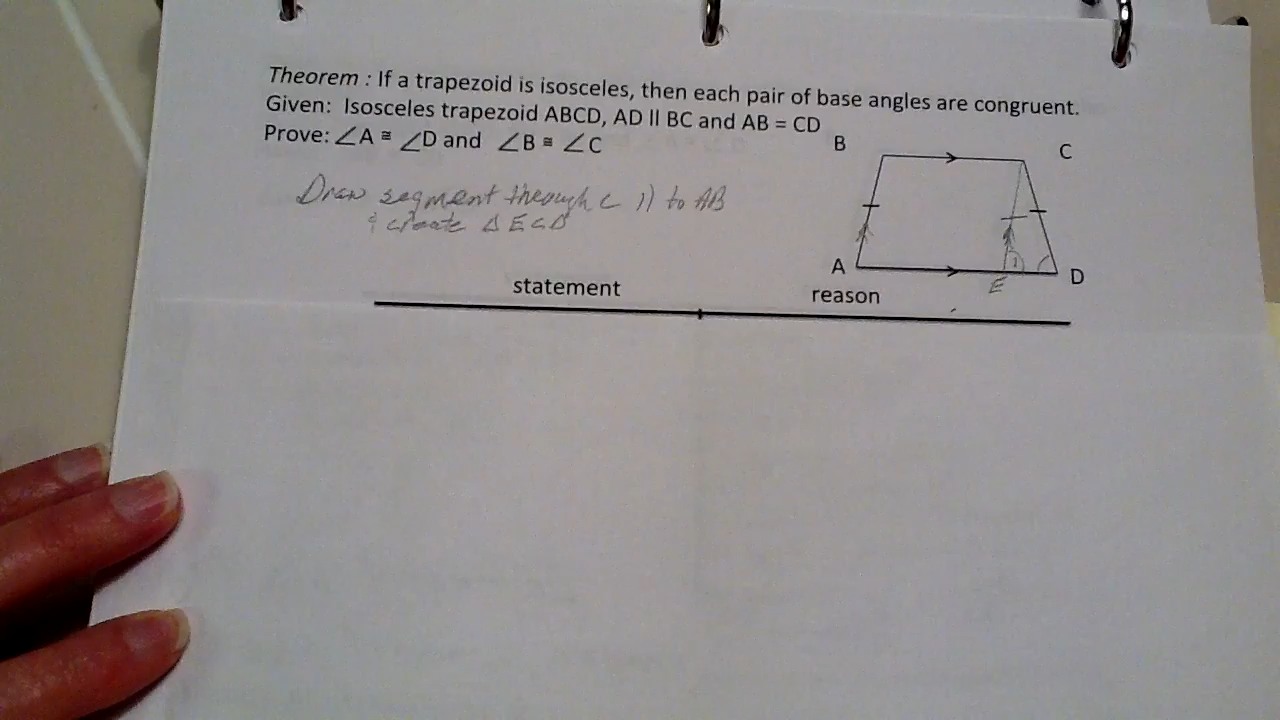 Theorem : If a trapezoid is isosceles, then each pair of base angles are congruent.
Given: Isosceles trapezoid ABCD, AD ll BC and AB = CD
Prove: ∠A ≅ ∠D and ∠B ≅ ∠C
B
C
Draw segment through C || to AB
& create △ECD
A
1
D
E
statement
reason